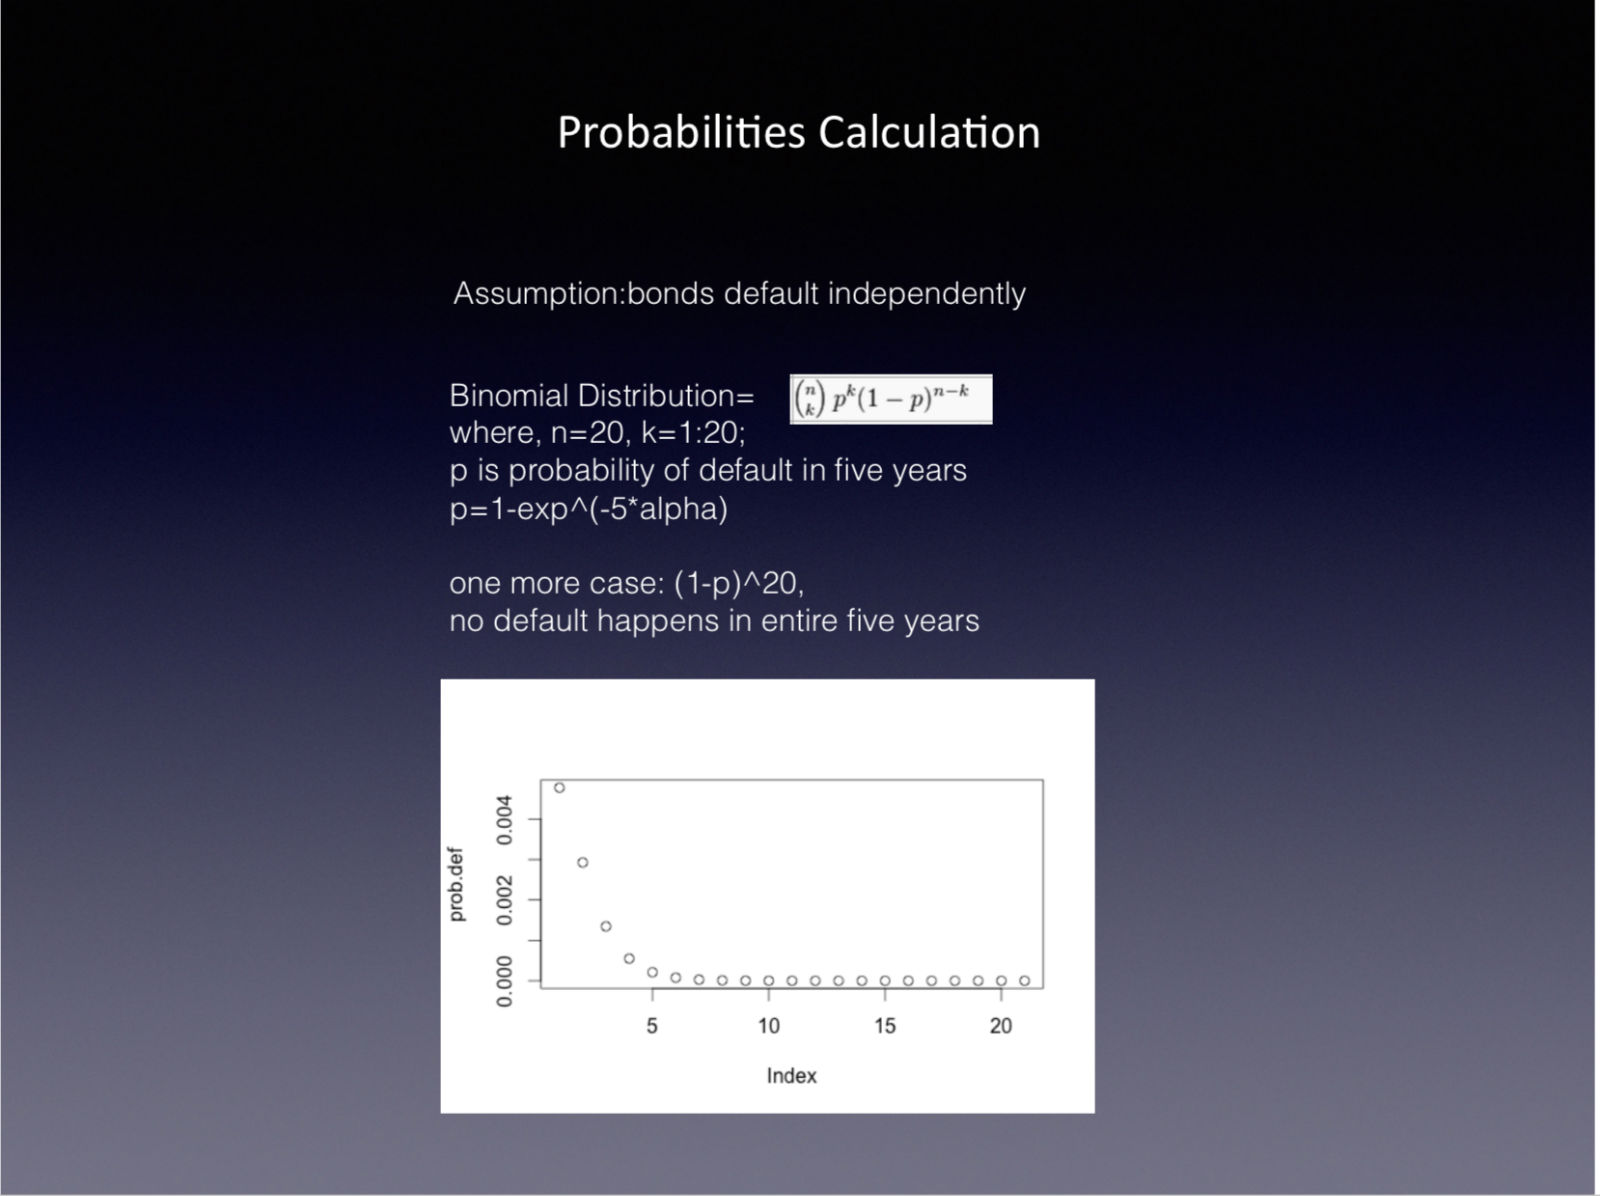 Probabilities Calculation
Assumption:bonds default independently
Binomial Distribution= (n k) p^k(1 − p)^{n−k}
where, n=20, k=1:20;
p is probability of default in five years
p=1-exp^(-5*alpha)
one more case: (1-p)^20,
no default happens in entire five years
prob.def
0.004
0.002
0.000
5 10 15 20
Index